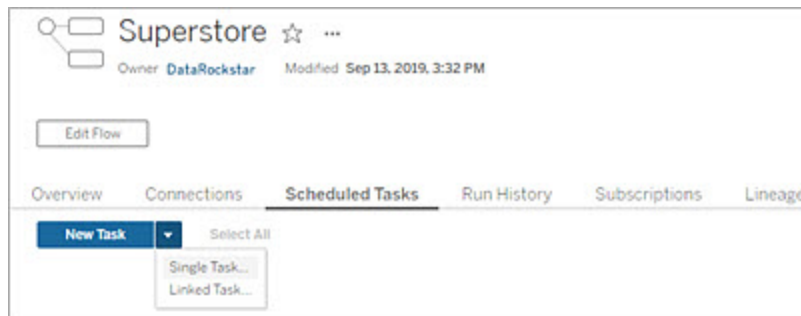 Superstore
Owner DataRockstar Modified Sep 13, 2019, 3:32 PM
Edit Flow
Overview Connections Scheduled Tasks Run History Subscriptions Lineage
New Task Select All
Single Task...
Linked Task...